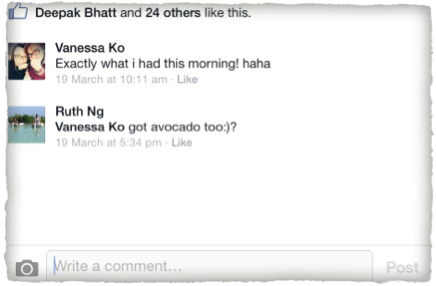 Deepak Bhatt and 24 others like this.
Vanessa Ko
Exactly what i had this morning! haha
19 March at 10:11 am · Like
Ruth Ng
Vanessa Ko got avocado too:)?
19 March at 5:34 pm · Like
Write a comment...
Post